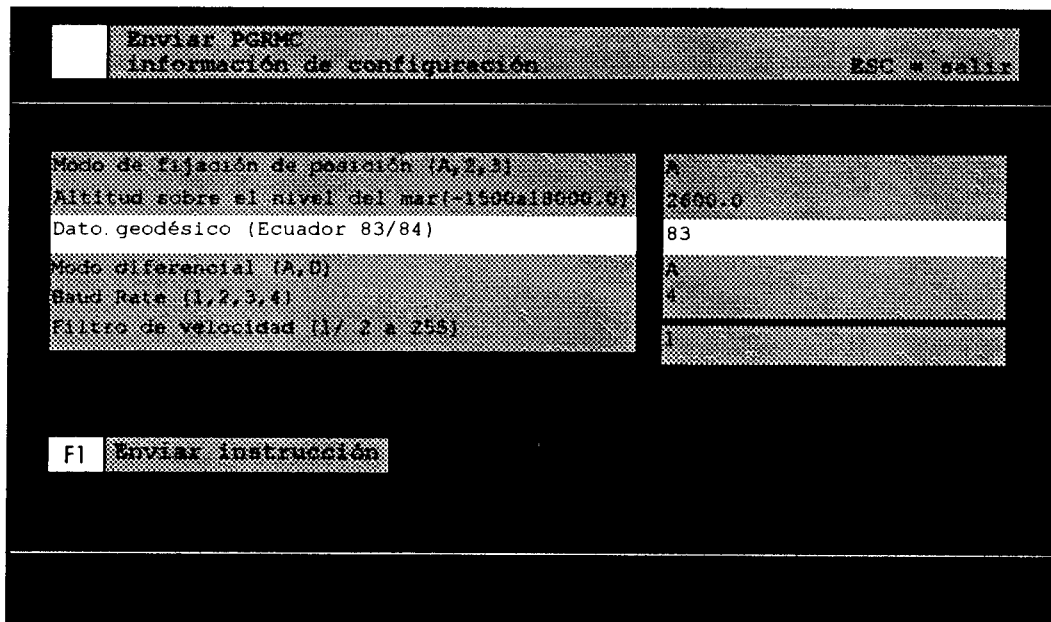 Enviar PGRMC
información de configuración ESC = salir
Modo de fijación de posición (A,2,3) A
Altitud sobre el nivel del mar(-1500a18000.0) 2600.0
Dato.geodésico (Ecuador 83/84) 83
Modo diferencial (A,D) A
Baud Rate (1,2,3,4) 4
Filtro de velocidad (1/ 2 a 255) 1
F1 Enviar instrucción